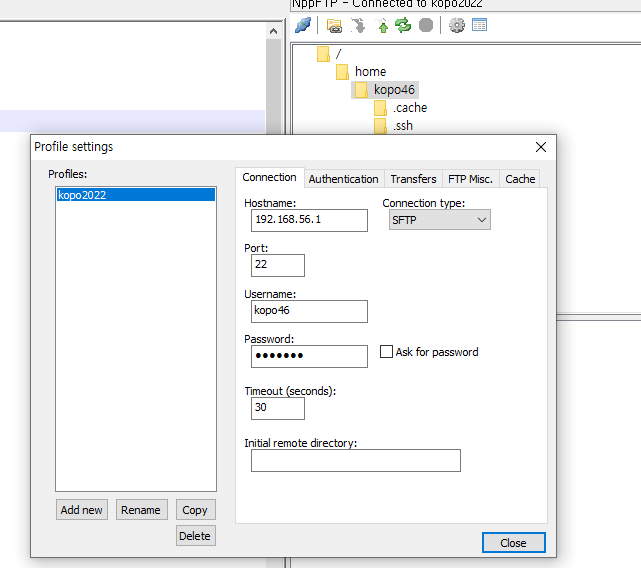 NppFTP - Connected to kopo2022
/
home
kopo46
.cache
.ssh
Profile settings
Profiles:
kopo2022
Add new
Rename
Copy
Delete
Connection
Authentication
Transfers
FTP Misc.
Cache
Hostname:
192.168.56.1
Connection type:
SFTP
Port:
22
Username:
kopo46
Password:
•••••••
Ask for password
Timeout (seconds):
30
Initial remote directory:
Close